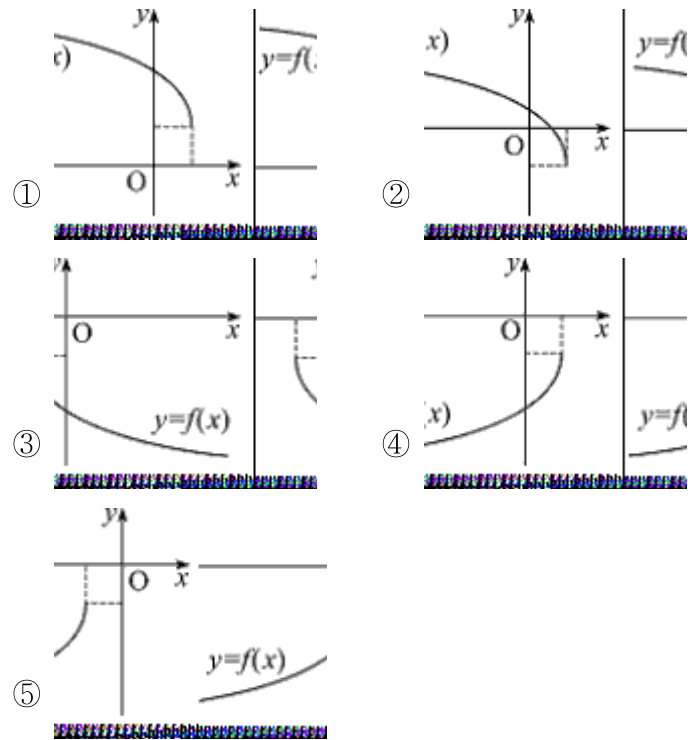 y
x)
y=f(
O
x
①
y
x)
y=f(
O
x
②
y
O
x
y=f(x)
③
y
O
x
(x)
y=f(
④
y
O
x
y=f(x)
⑤